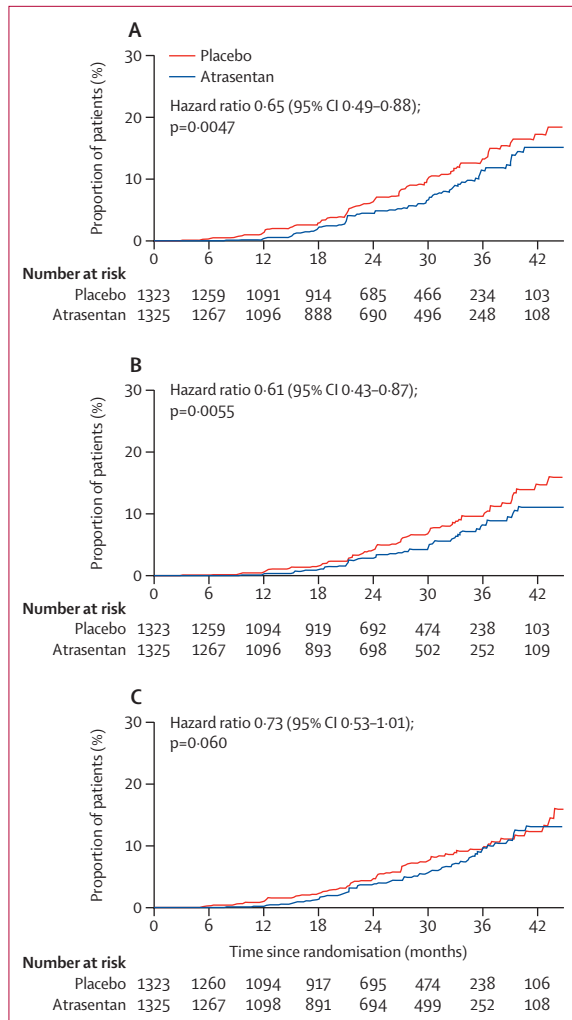 A
30
Placebo
Atrasentan
Hazard ratio 0·65 (95% CI 0·49–0·88);
p=0·0047
20
10
0
Proportion of patients (%)
0 6 12 18 24 30 36 42
Number at risk
Placebo 1323 1259 1091 914 685 466 234 103
Atrasentan 1325 1267 1096 888 690 496 248 108
B
30
Hazard ratio 0·61 (95% CI 0·43–0·87);
p=0·0055
20
10
0
Proportion of patients (%)
0 6 12 18 24 30 36 42
Number at risk
Placebo 1323 1259 1094 919 692 474 238 103
Atrasentan 1325 1267 1096 893 698 502 252 109
C
30
Hazard ratio 0·73 (95% CI 0·53–1·01);
p=0·060
20
10
0
Proportion of patients (%)
0 6 12 18 24 30 36 42
Time since randomisation (months)
Number at risk
Placebo 1323 1260 1094 917 695 474 238 106
Atrasentan 1325 1267 1098 891 694 499 252 108